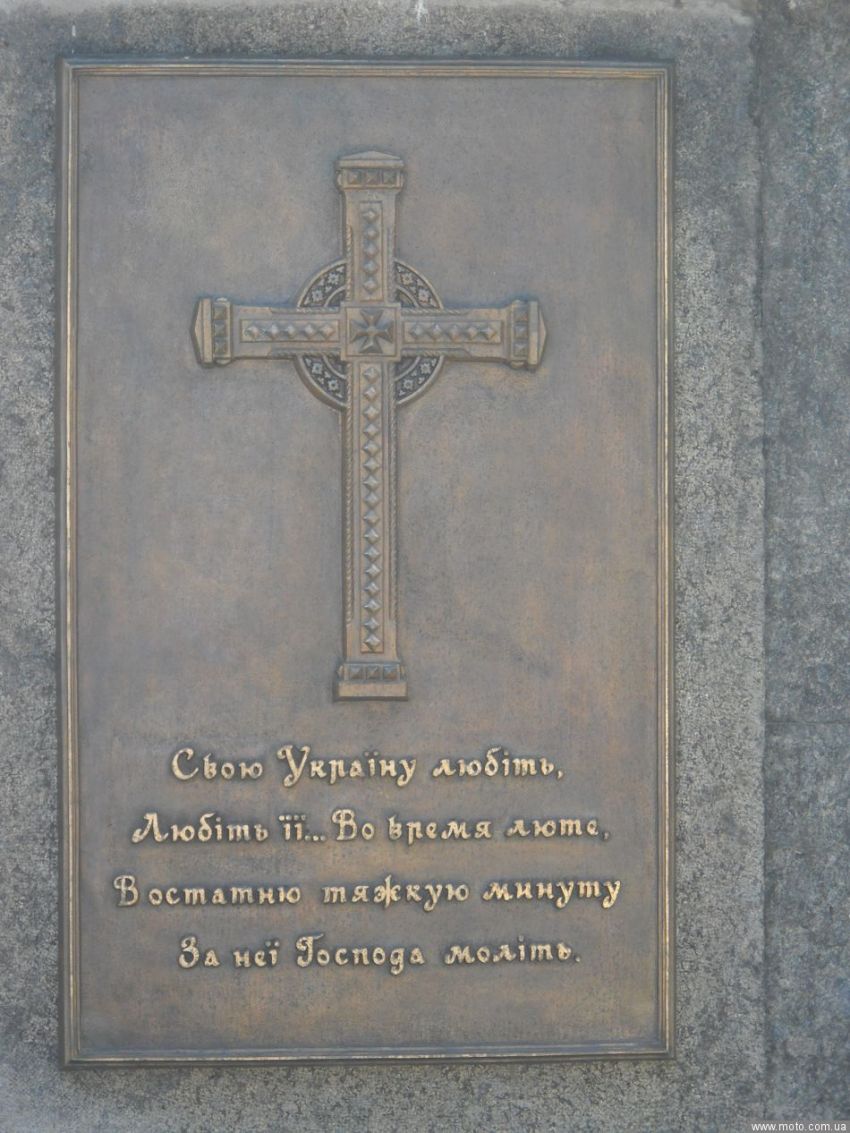 Свою Україну любіть,
Любіть її... Во время люте,
В остатню тяжкую минуту
За неї Господа моліть.
www.moto.com.ua